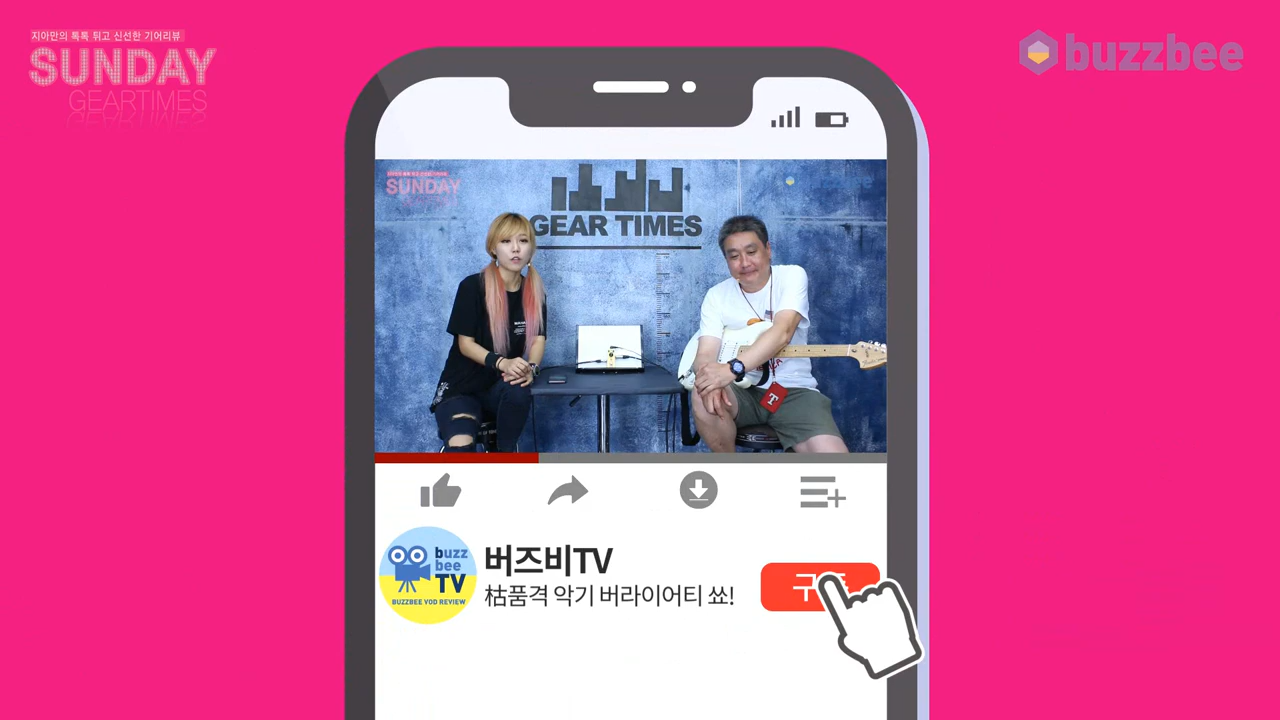 지아만의 톡톡 튀고 신선한 기어리뷰
SUNDAY
GEARTIMES
buzzbee
SUNDAY
GEAR TIMES
T
buzz
bee
TV
BUZZBEE VOD REVIEW
버즈비TV
枯품격 악기 버라이어티 쑈!